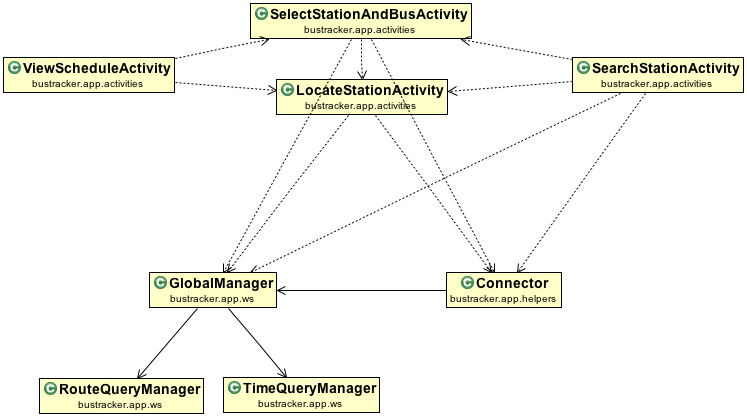 SelectStationAndBusActivity
bustracker.app.activities
ViewScheduleActivity
bustracker.app.activities
LocateStationActivity
bustracker.app.activities
SearchStationActivity
bustracker.app.activities
GlobalManager
bustracker.app.ws
Connector
bustracker.app.helpers
RouteQueryManager
bustracker.app.ws
TimeQueryManager
bustracker.app.ws